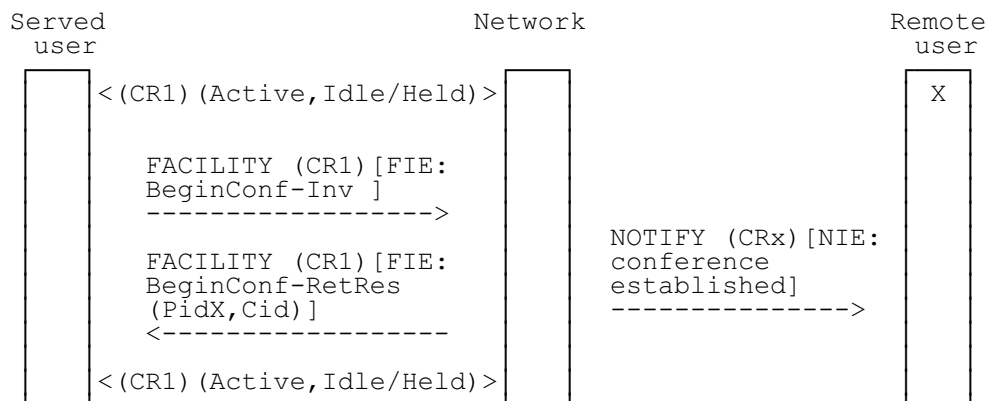 Served user
Network
Remote user
<(CR1)(Active,Idle/Held)>
X
FACILITY (CR1)[FIE:
BeginConf-Inv ]
------------------>
NOTIFY (CRx)[NIE:
conference
established]
--------------->
FACILITY (CR1)[FIE:
BeginConf-RetRes
(PidX,Cid)]
<------------------
<(CR1)(Active,Idle/Held)>